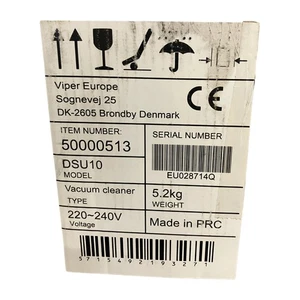 Viper Europe
Sognevej 25
DK-2605 Brondby Denmark
CE
ITEM NUMBER:
50000513
SERIAL NUMBER
EU028714Q
DSU10
MODEL
Vacuum cleaner
TYPE
5.2kg
WEIGHT
220~240V
Voltage
Made in PRC
5715492193271